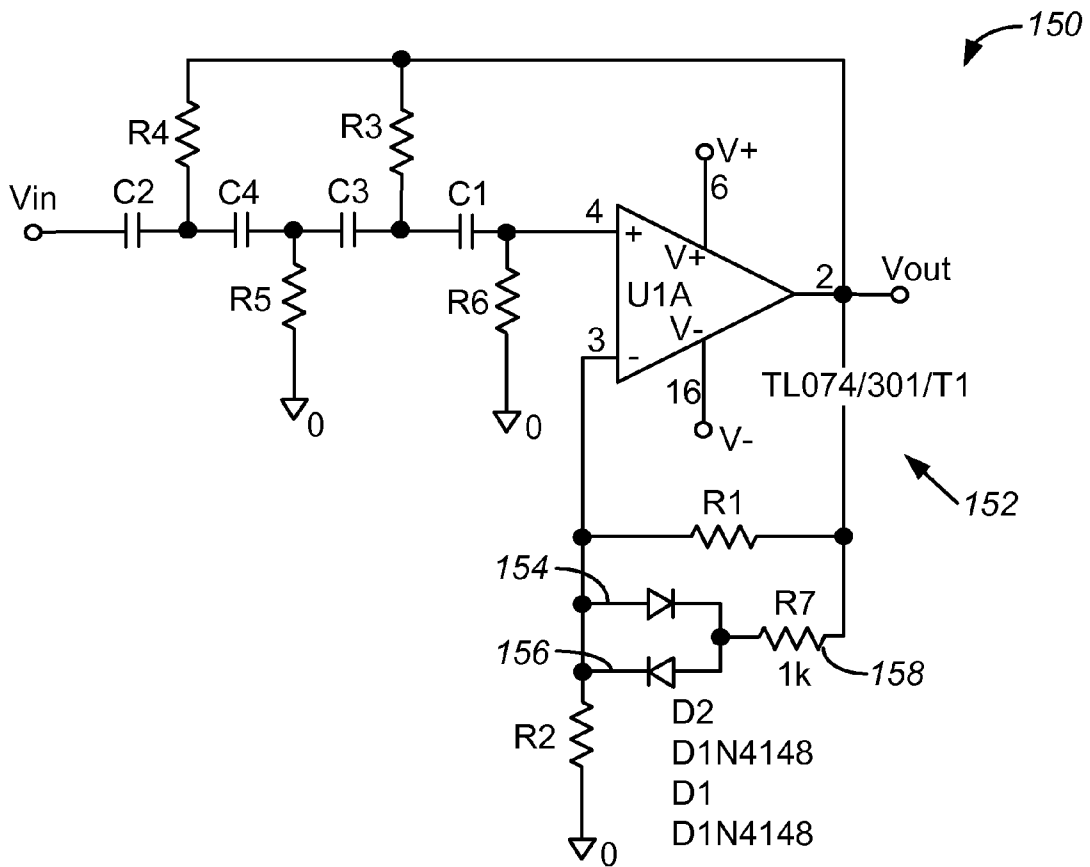 150
R4
R3
V+
6
Vin
C2
C4
C3
C1
4
+
V+
R5
R6
U1A
2
Vout
V-
3
-
16
TL074/301/T1
0
0
V-
R1
152
154
R7
156
1k
158
R2
D2
D1N4148
D1
D1N4148
0